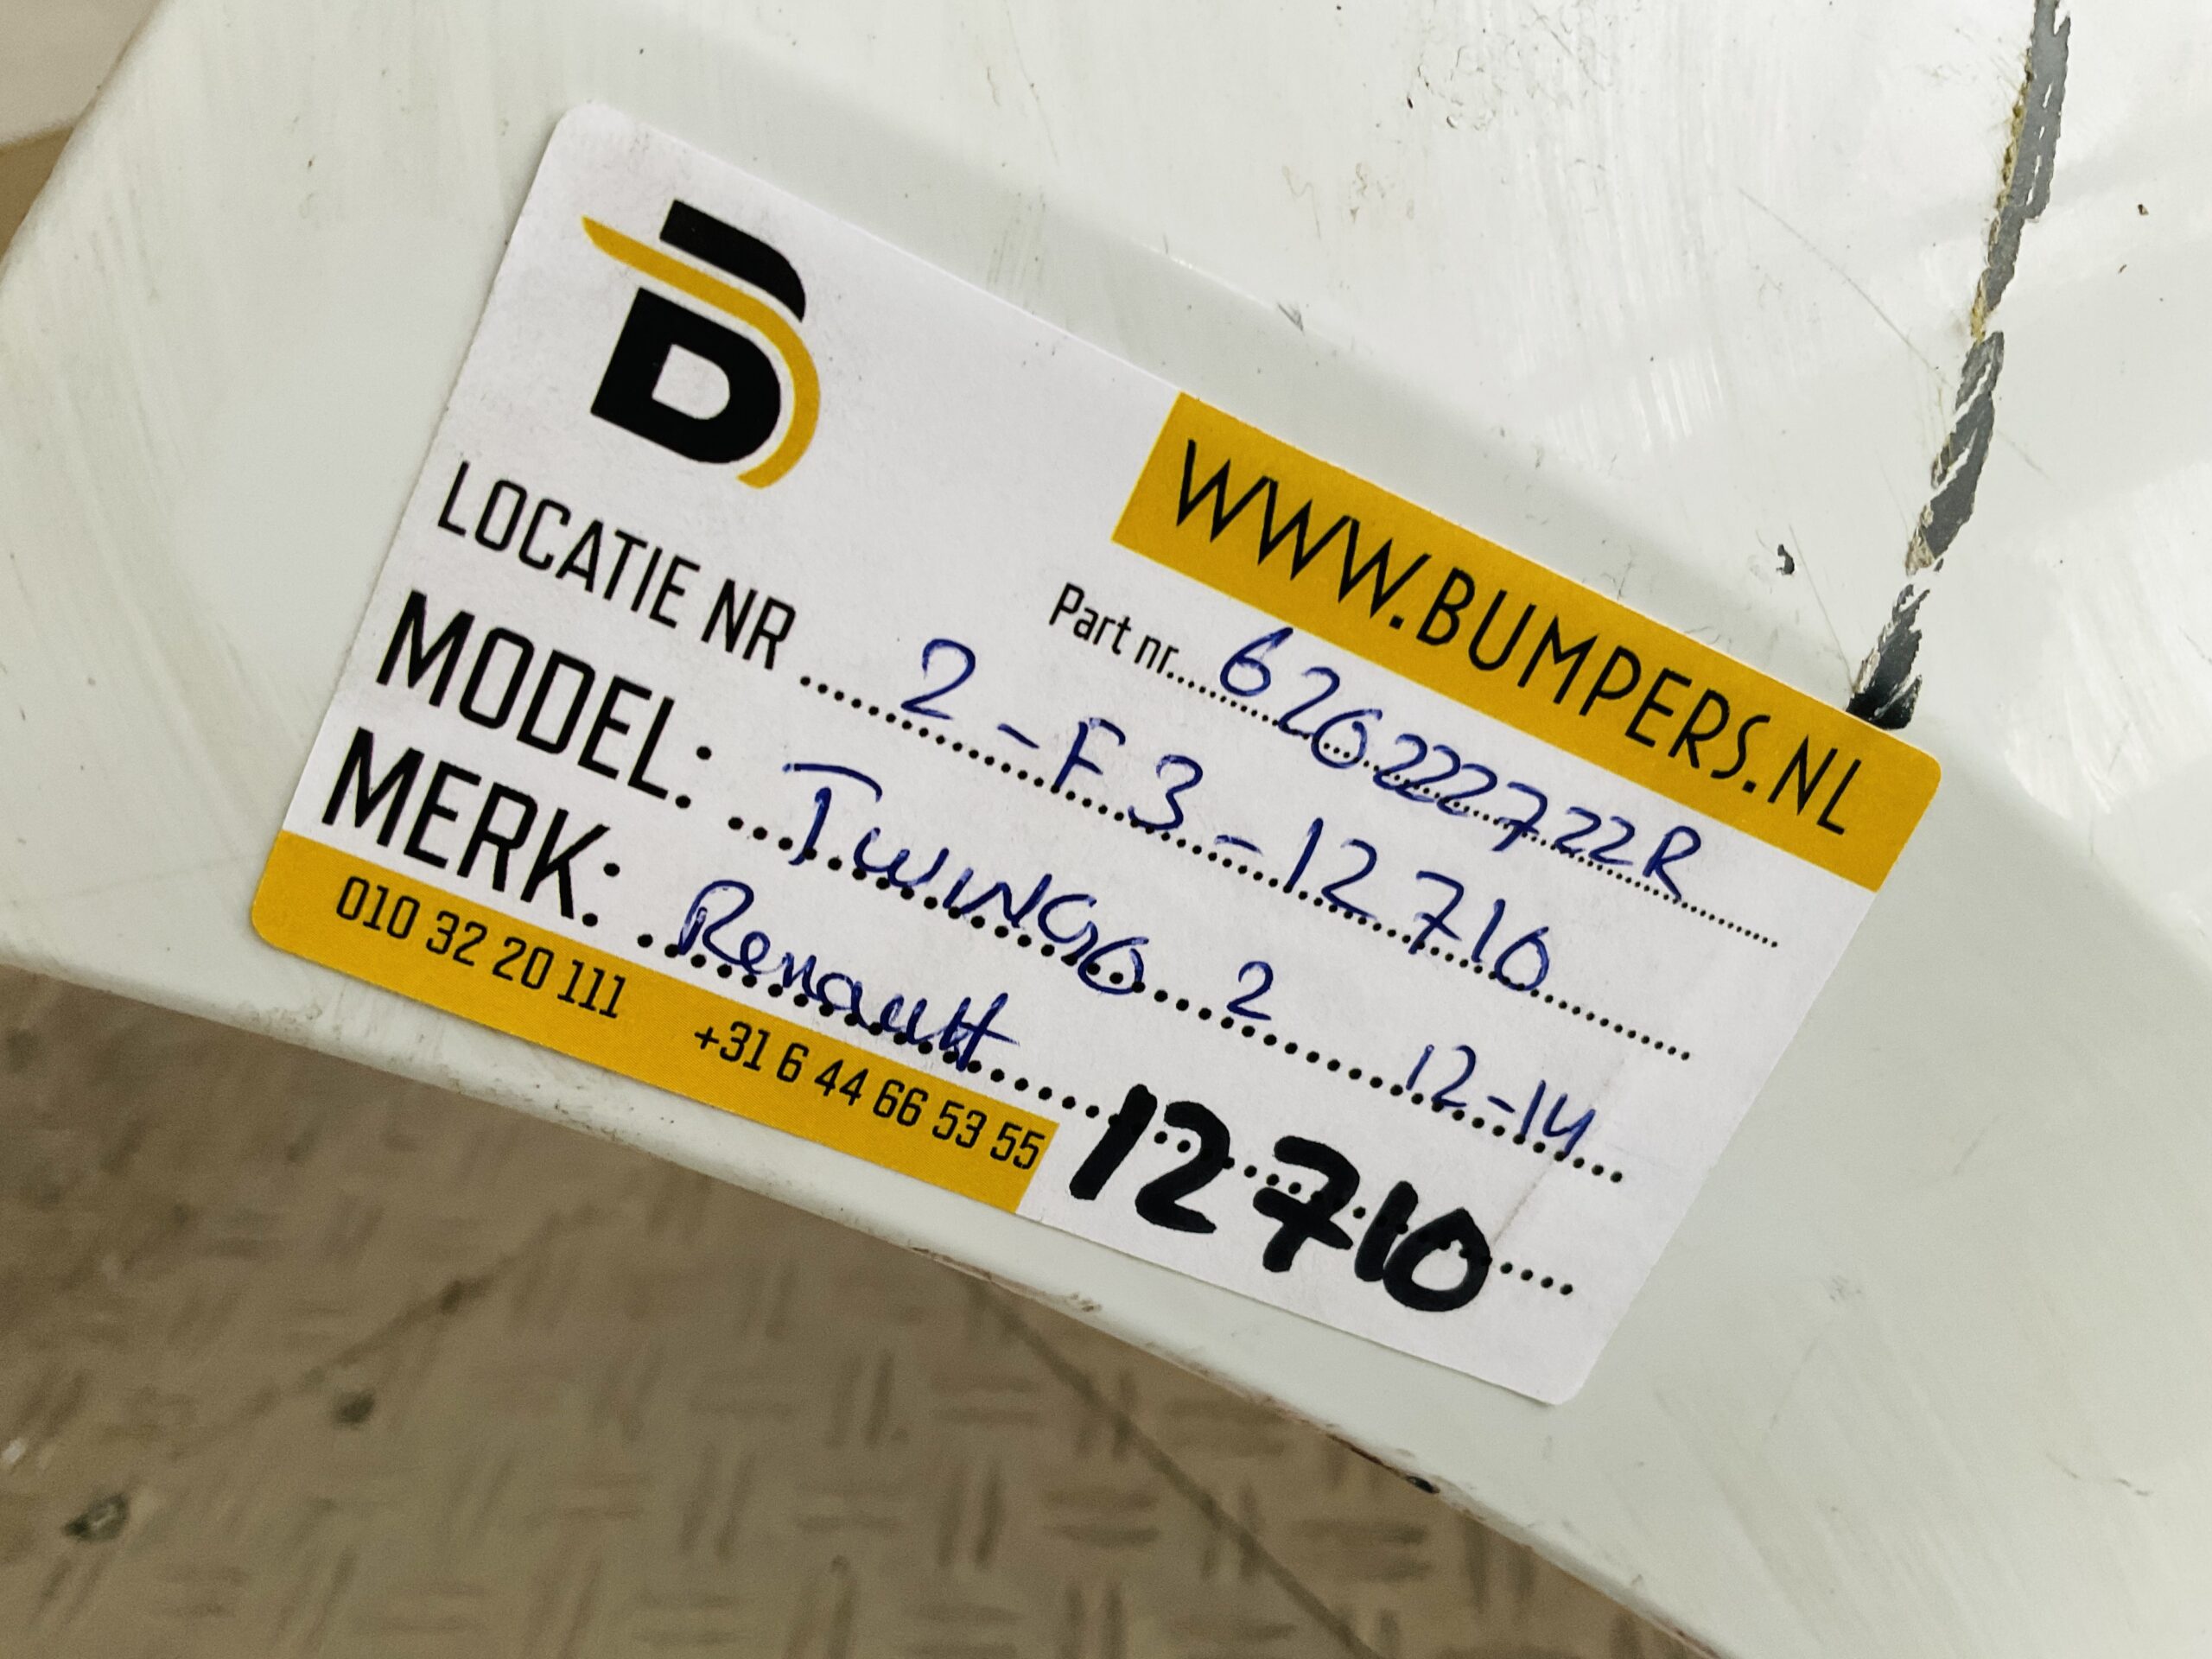 B
WWW.BUMPERS.NL
Part nr. 626222722R
LOCATIE NR 2-F3-12710
MODEL: TWINGO 2 12-14
MERK: Renault
12710
010 32 20 111 +31 6 44 66 53 55